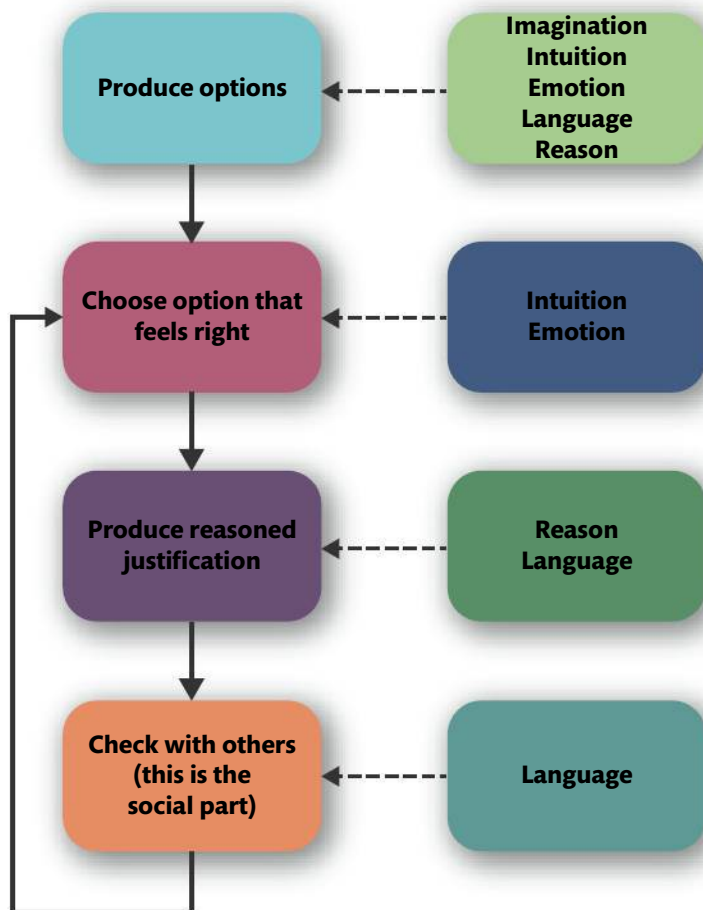 Produce options
Imagination
Intuition
Emotion
Language
Reason
Choose option that
feels right
Intuition
Emotion
Produce reasoned
justification
Reason
Language
Check with others
(this is the
social part)
Language